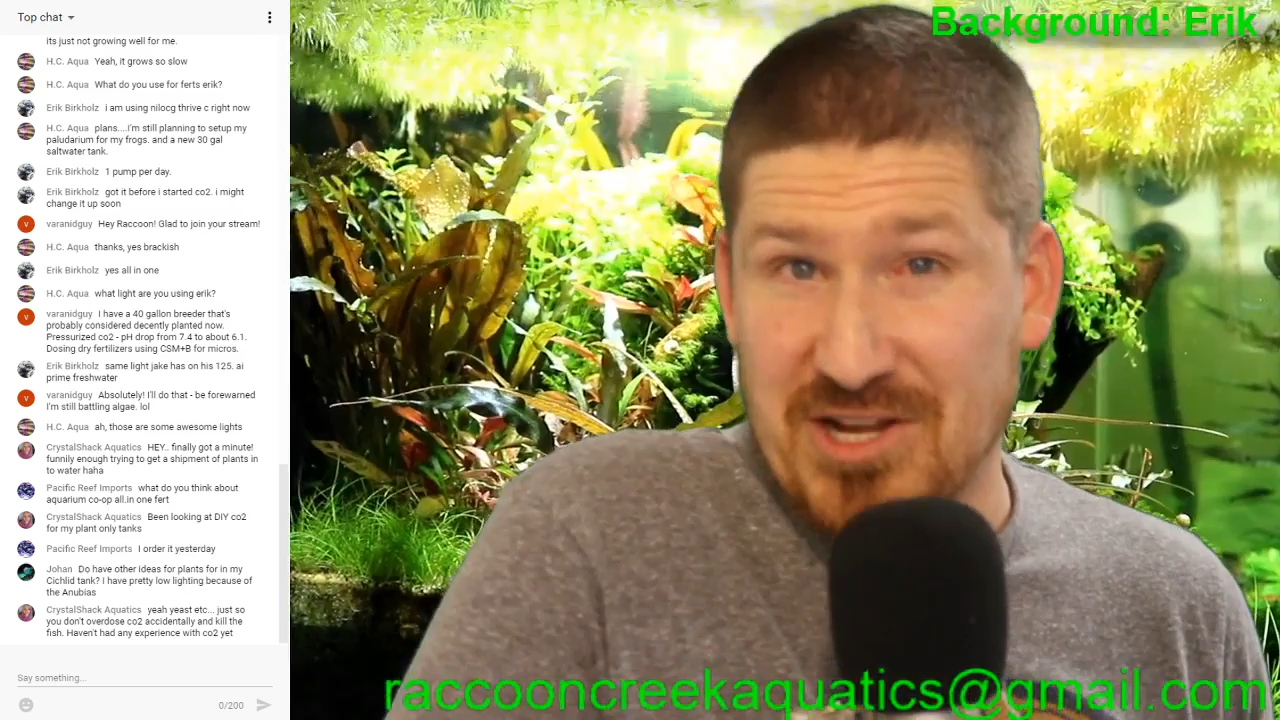 Top chat
its just not growing well for me.
H.C. Aqua Yeah, it grows so slow
H.C. Aqua What do you use for ferts erik?
Erik Birkholz i am using nilocg thrive c right now
H.C. Aqua plans....I'm still planning to setup my
paludarium for my frogs. and a new 30 gal
saltwater tank.
Erik Birkholz 1 pump per day.
Erik Birkholz got it before i started co2. i might
change it up soon
V
varanidguy Hey Raccoon! Glad to join your stream!
H.C. Aqua thanks, yes brackish
Erik Birkholz yes all in one
H.C. Aqua what light are you using erik?
V
varanidguy I have a 40 gallon breeder that's
probably considered decently planted now.
Pressurized co2 - pH drop from 7.4 to about 6.1.
Dosing dry fertilizers using CSM+B for micros.
Erik Birkholz same light jake has on his 125. ai
prime freshwater
V
varanidguy Absolutely! I'll do that - be forewarned
I'm still battling algae. lol
H.C. Aqua ah, those are some awesome lights
CrystalShack Aquatics HEY.. finally got a minute!
funnily enough trying to get a shipment of plants in
to water haha
Pacific Reef Imports what do you think about
aquarium co-op all.in one fert
CrystalShack Aquatics Been looking at DIY co2
for my plant only tanks
Pacific Reef Imports I order it yesterday
Johan Do have other ideas for plants for in my
Cichlid tank? I have pretty low lighting because of
the Anubias
CrystalShack Aquatics yeah yeast etc... just so
you don't overdose co2 accidentally and kill the
fish. Haven't had any experience with co2 yet
Say something...
0/200
Background: Erik
raccooncreekaquatics@gmail.com